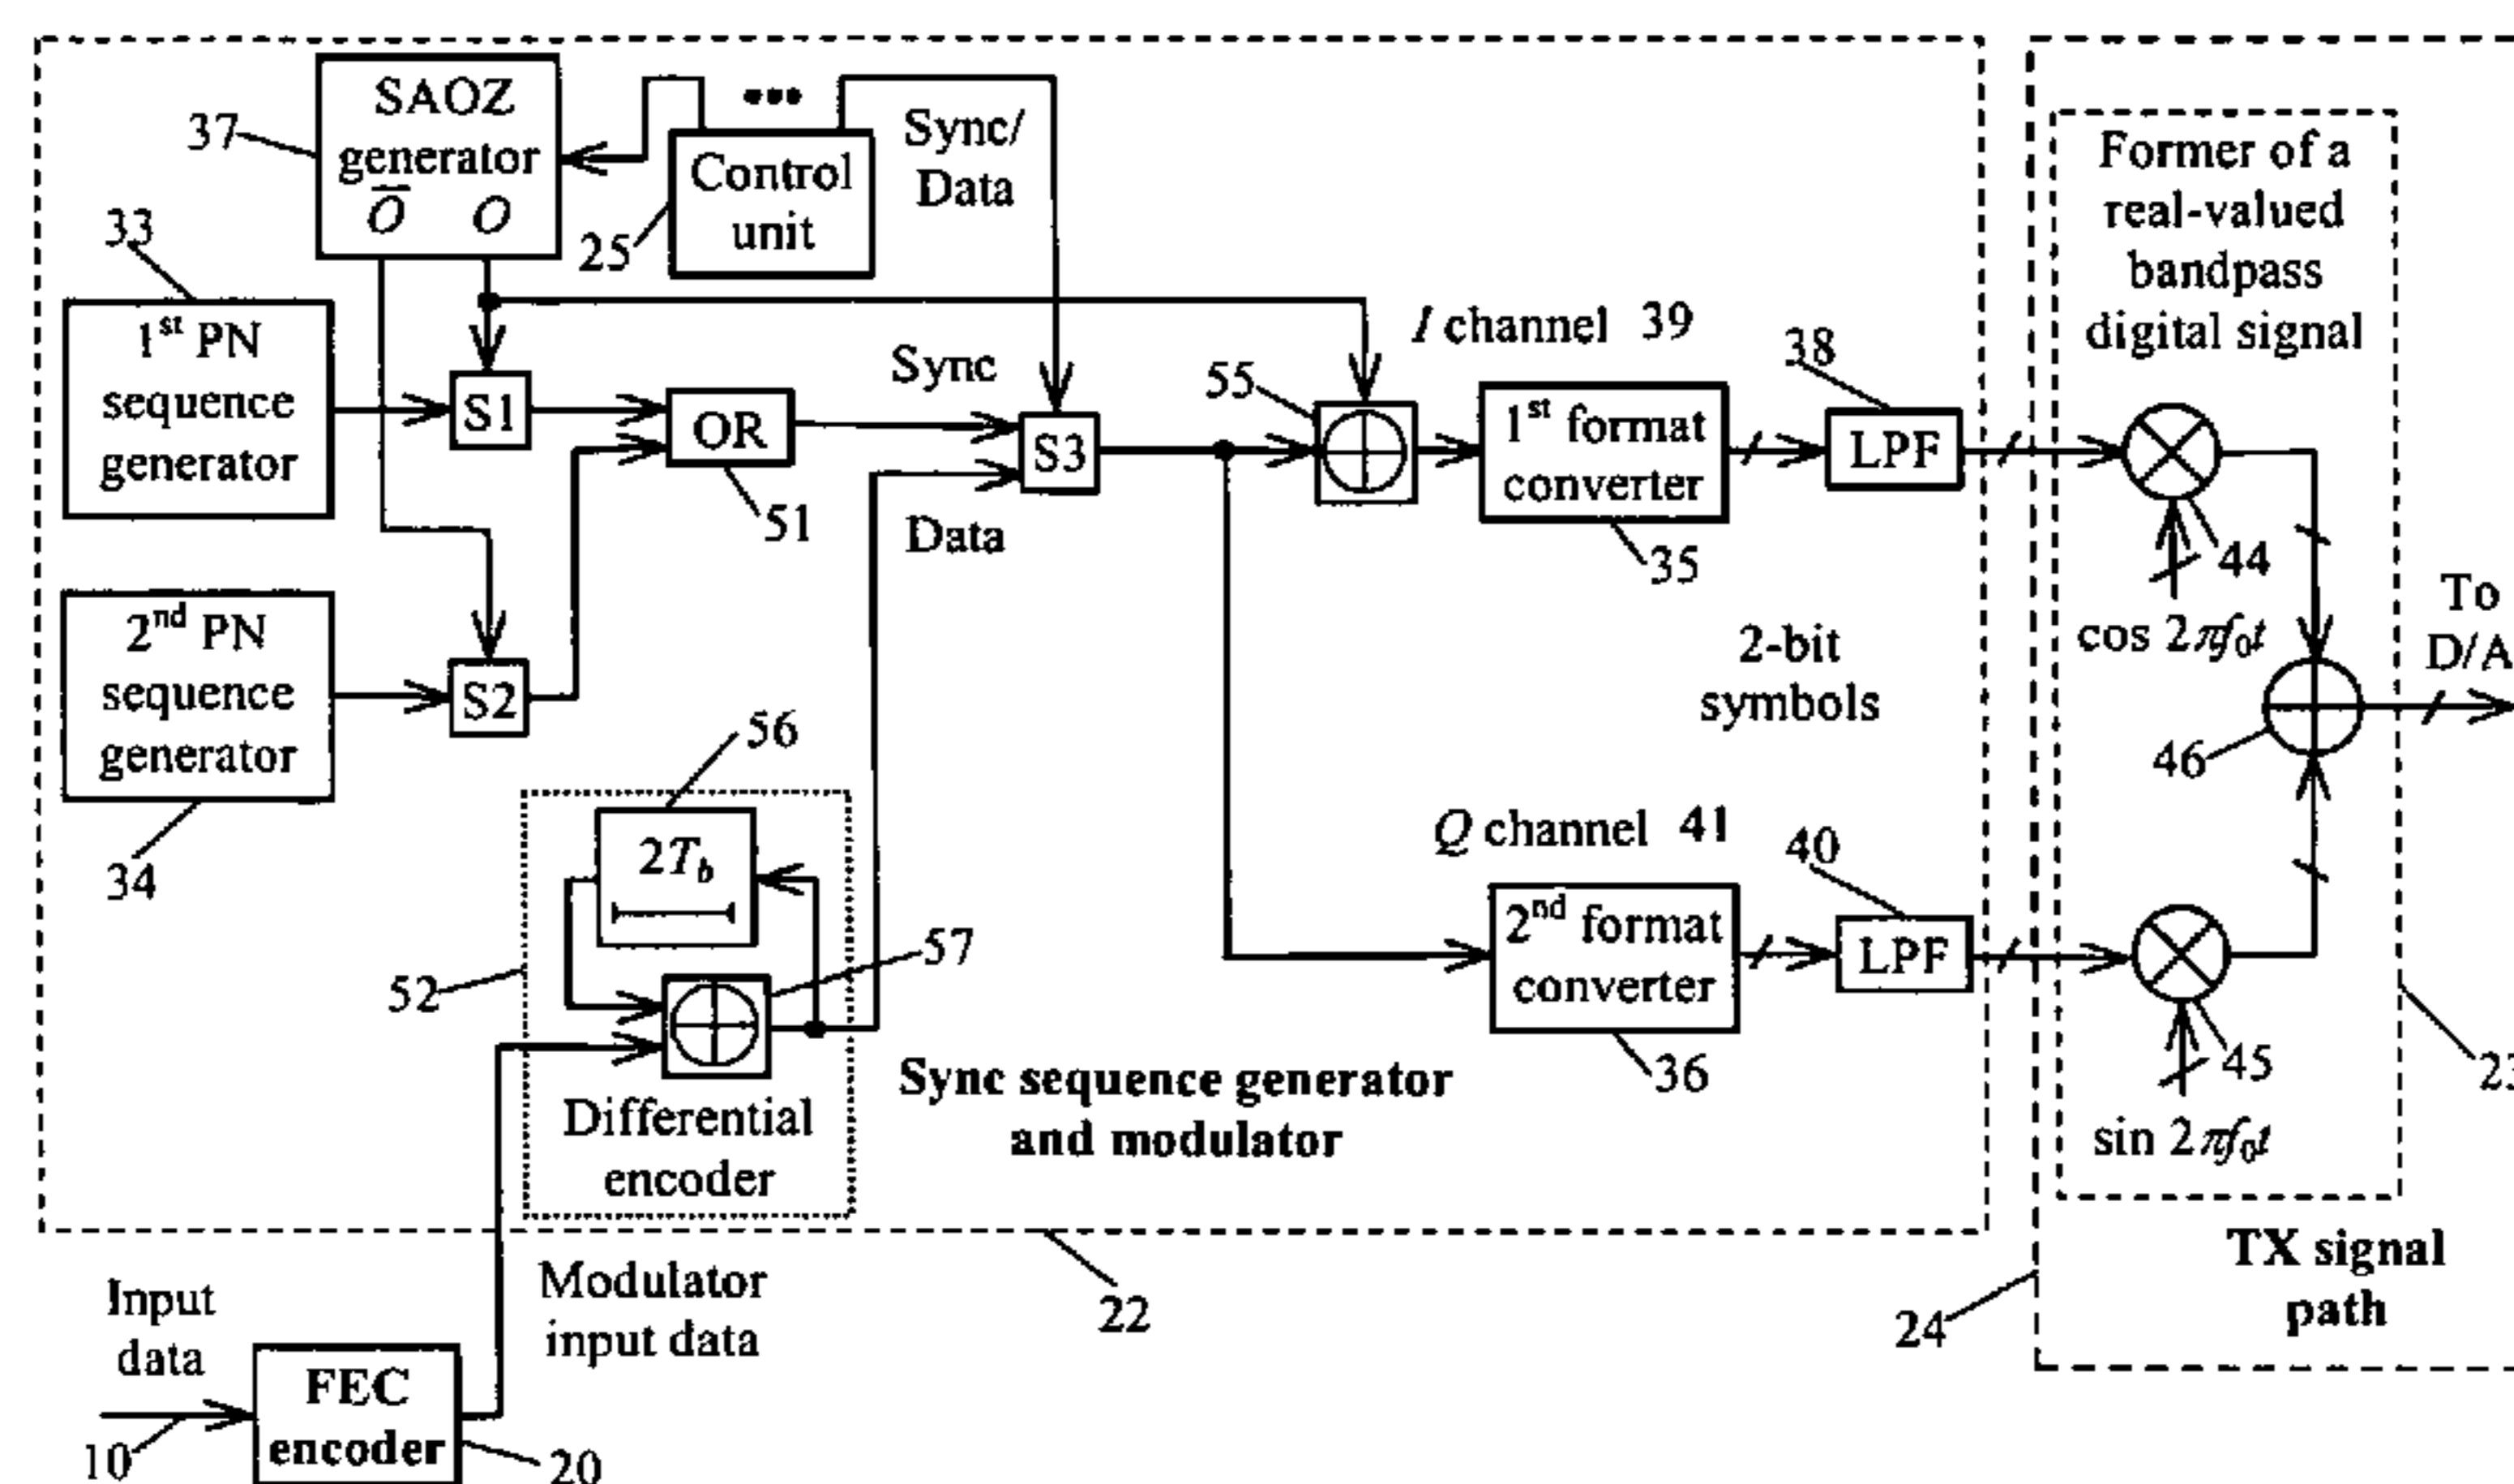 SAOZ
generator
O̅ O
37
Control
unit
25
Sync/
Data
33
1st PN
sequence
generator
S1
OR
51
Sync
Data
S3
55
I channel 39
1st format
converter
35
38
LPF
Former of a
real-valued
bandpass
digital signal
44
cos 2πf0t
To
D/A
46
2nd PN
sequence
generator
34
S2
56
2Tb
57
52
Differential
encoder
2-bit
symbols
Q channel 41
2nd format
converter
36
40
LPF
45
sin 2πf0t
23
Sync sequence generator
and modulator
22
TX signal
path
24
Input
data
10
FEC
encoder
20
Modulator
input data